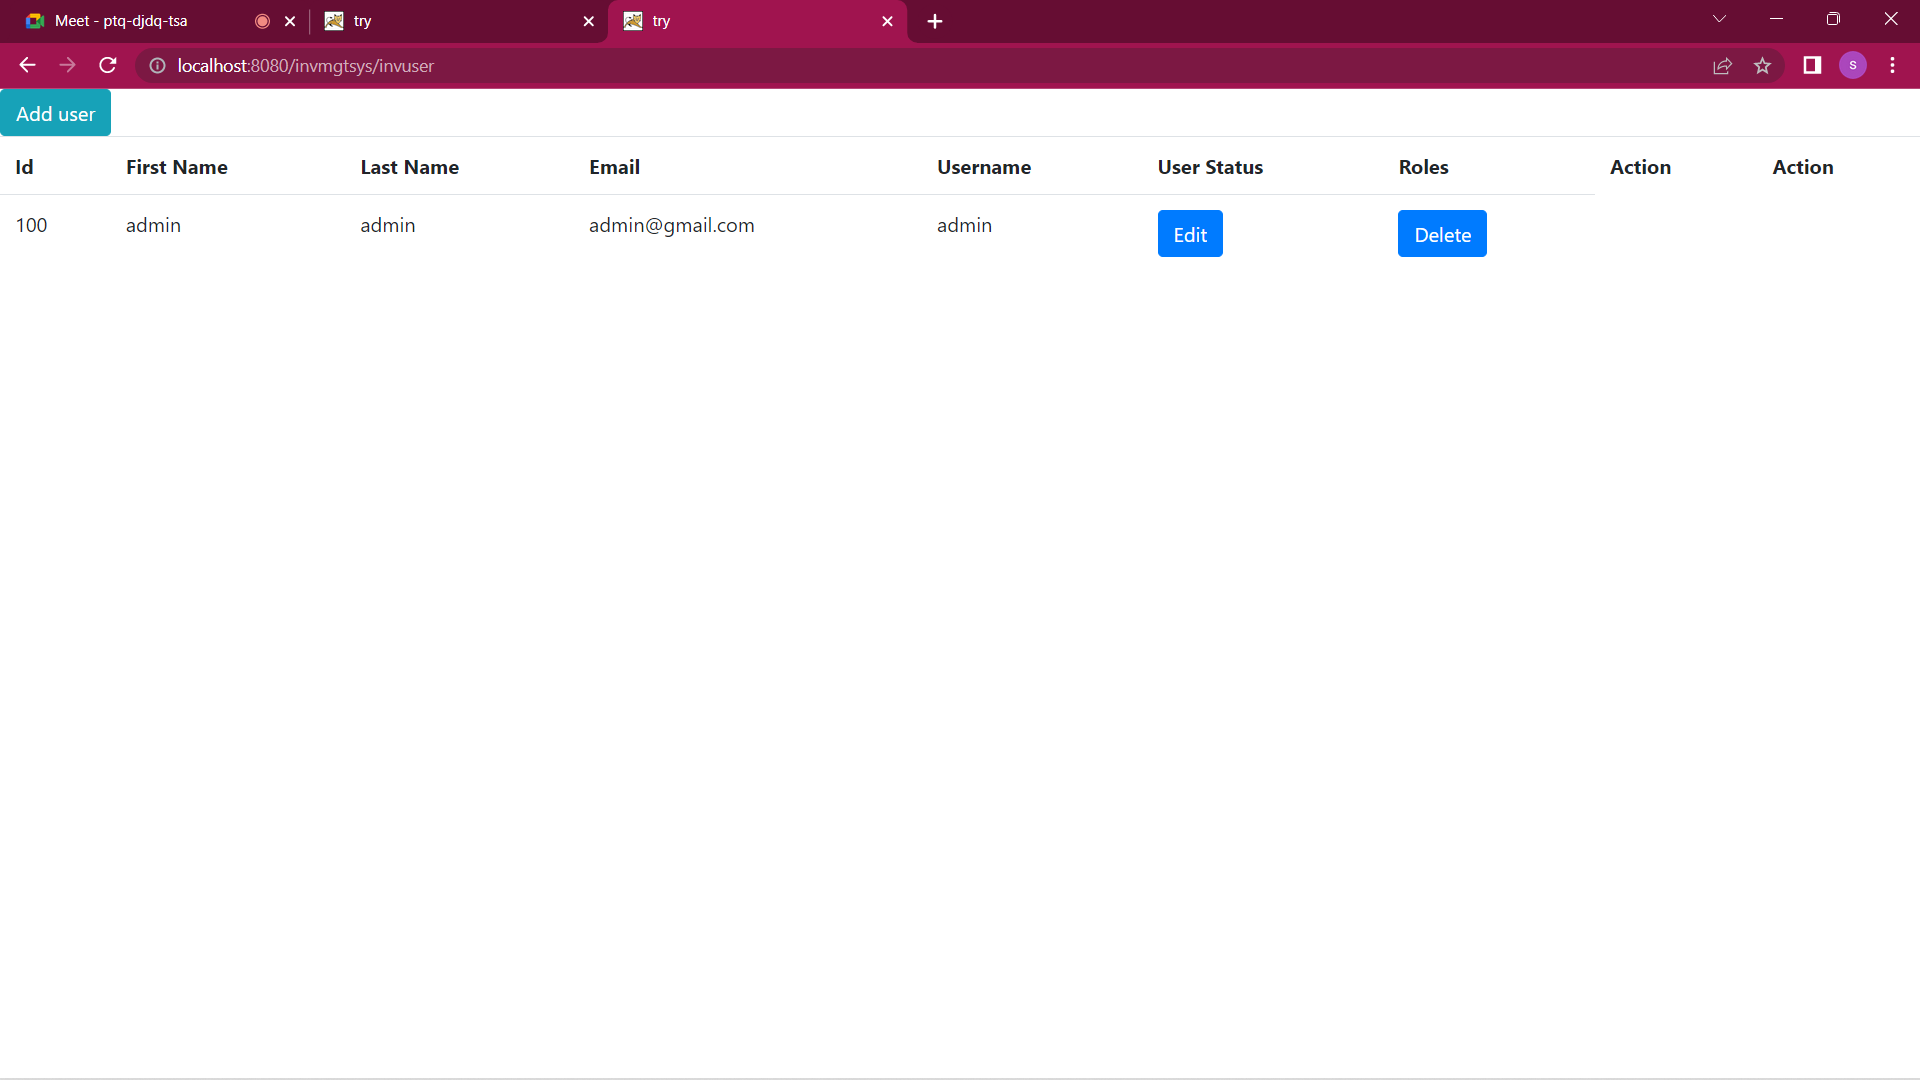 Meet - ptq-djdq-tsa try try
localhost:8080/invmgtsys/invuser s
Add user
Id First Name Last Name Email Username User Status Roles Action Action
100 admin admin admin@gmail.com admin Edit Delete